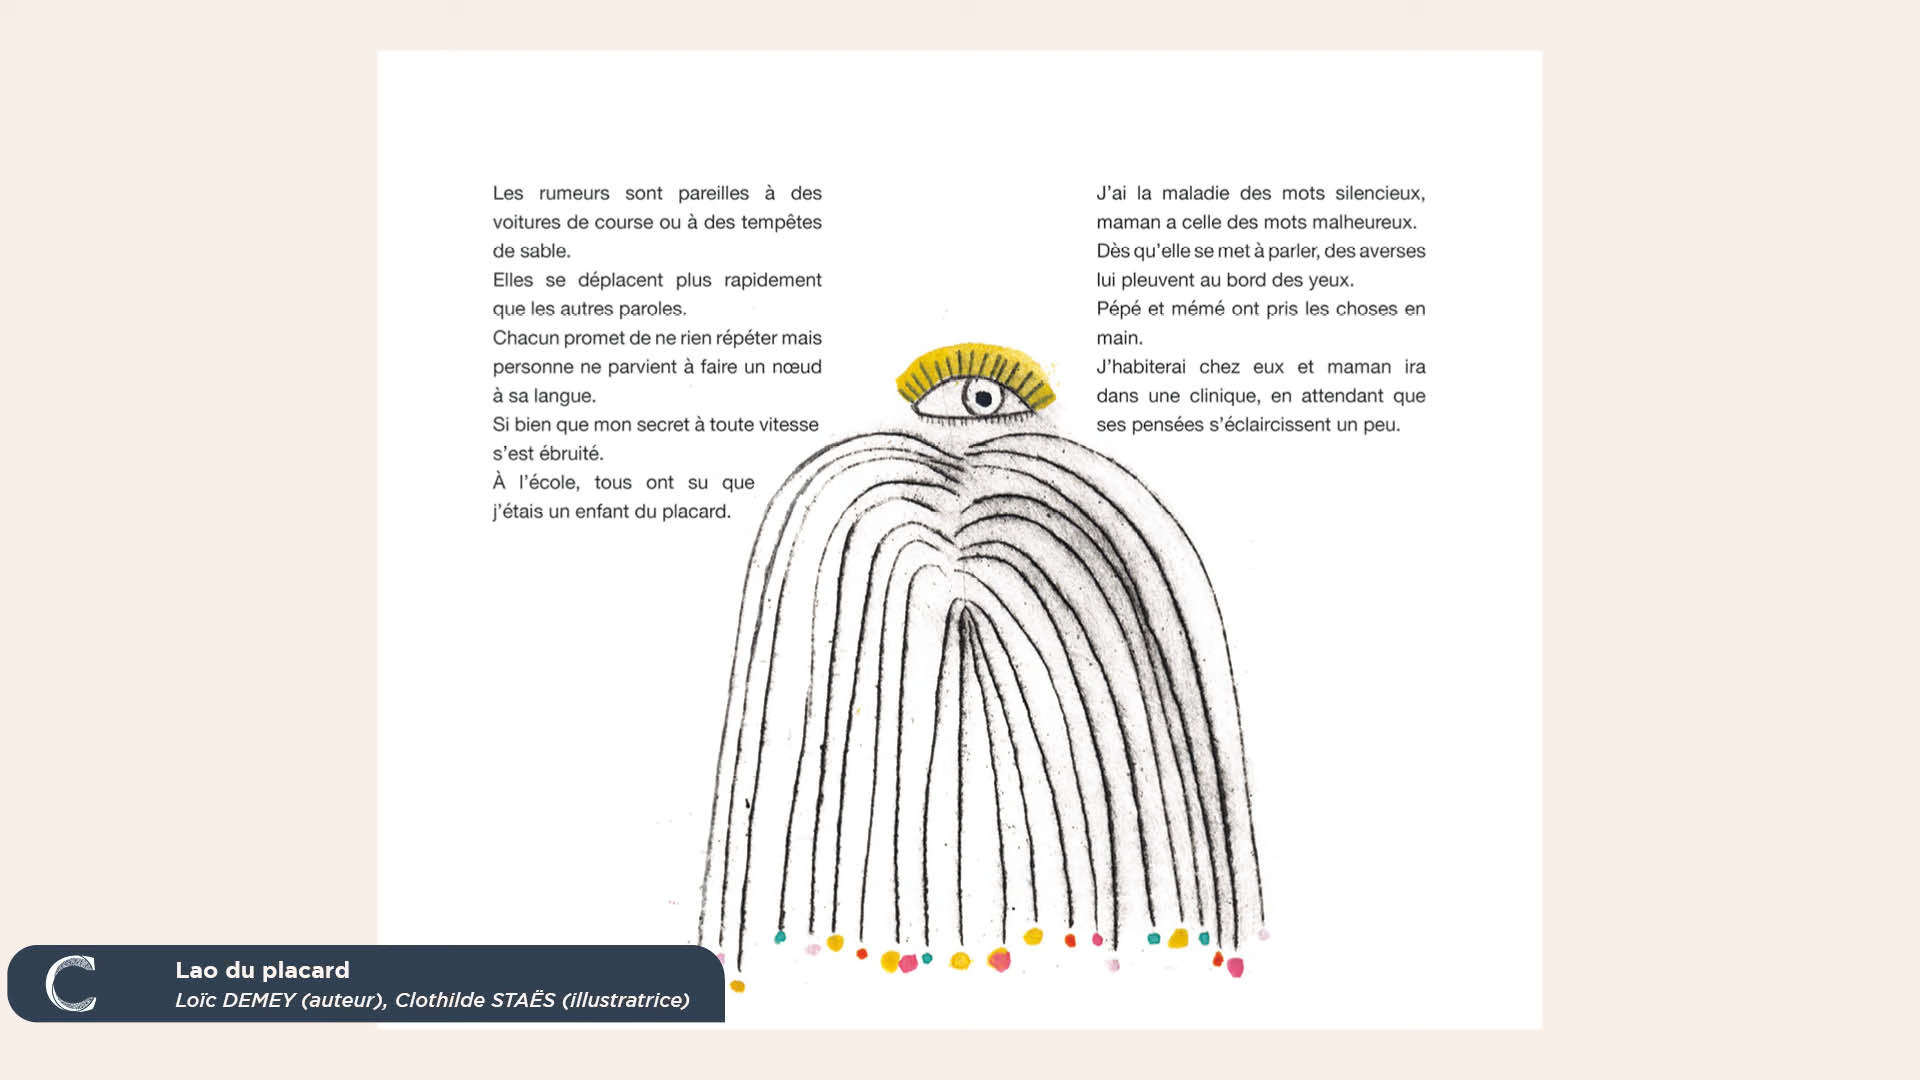 Les rumeurs sont pareilles à des
voitures de course ou à des tempêtes
de sable.
Elles se déplacent plus rapidement
que les autres paroles.
Chacun promet de ne rien répéter mais
personne ne parvient à faire un nœud
à sa langue.
Si bien que mon secret à toute vitesse
s’est ébruité.
À l’école, tous ont su que
j’étais un enfant du placard.
J’ai la maladie des mots silencieux,
maman a celle des mots malheureux.
Dès qu’elle se met à parler, des averses
lui pleuvent au bord des yeux.
Pépé et mémé ont pris les choses en
main.
J’habiterai chez eux et maman ira
dans une clinique, en attendant que
ses pensées s’éclaircissent un peu.
C
Lao du placard
Loïc DEMEY (auteur), Clothilde STAËS (illustratrice)